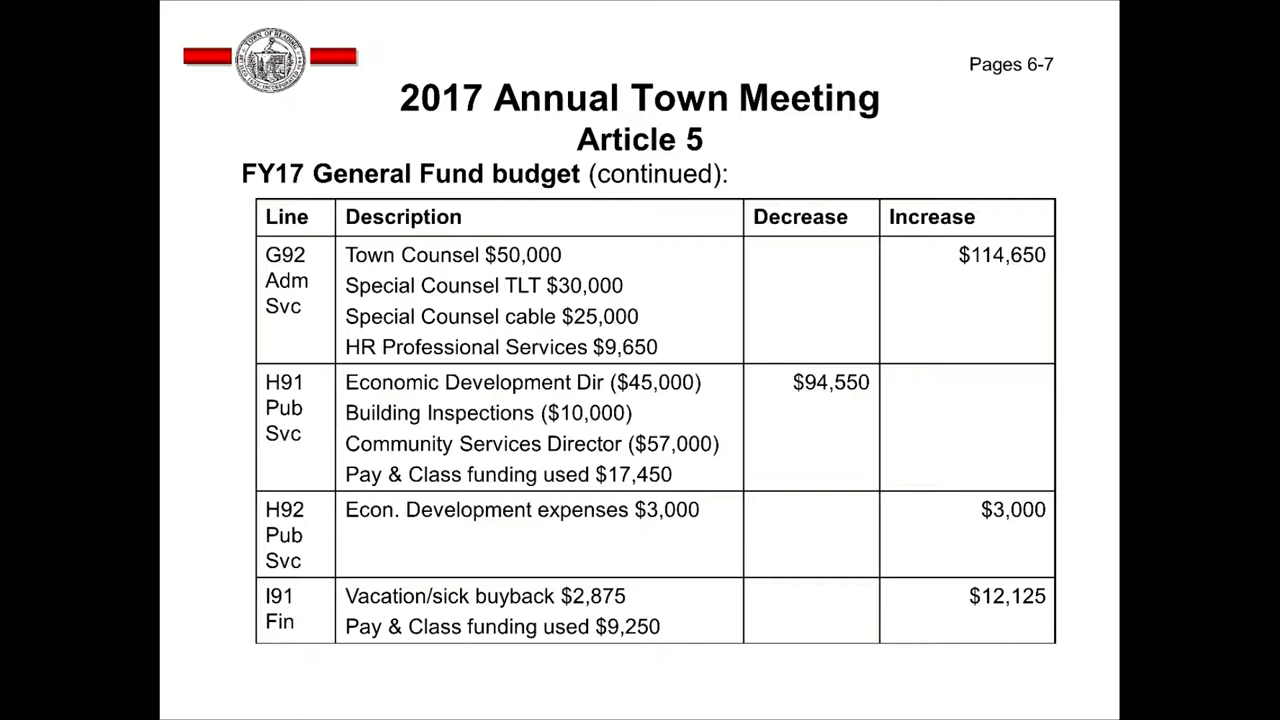 Pages 6-7
2017 Annual Town Meeting
Article 5
FY17 General Fund budget (continued):
Line Description Decrease Increase
G92 Adm Svc
Town Counsel $50,000
Special Counsel TLT $30,000
Special Counsel cable $25,000
HR Professional Services $9,650
$114,650
H91 Pub Svc
Economic Development Dir ($45,000)
Building Inspections ($10,000)
Community Services Director ($57,000)
Pay & Class funding used $17,450
$94,550
H92 Pub Svc
Econ. Development expenses $3,000
$3,000
I91 Fin
Vacation/sick buyback $2,875
Pay & Class funding used $9,250
$12,125